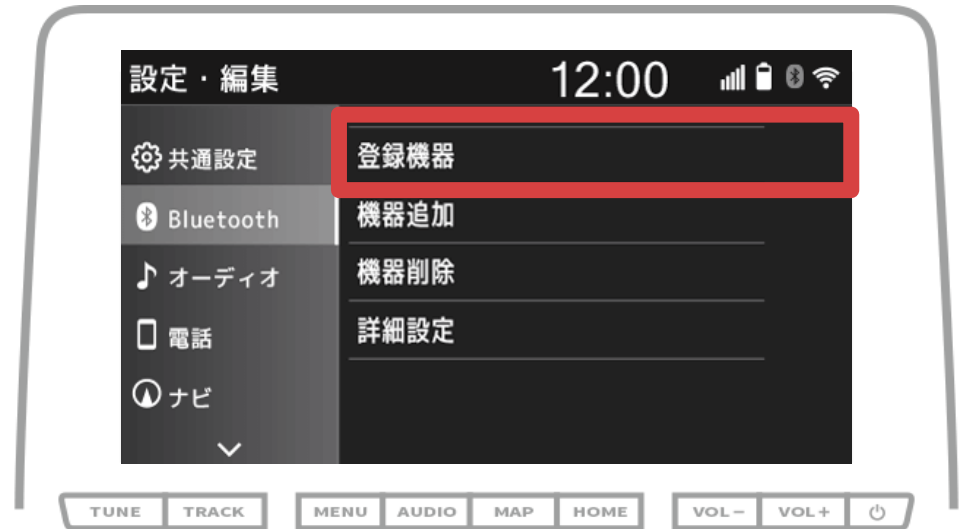 設定・編集 12:00
共通設定
Bluetooth
オーディオ
電話
ナビ
登録機器
機器追加
機器削除
詳細設定
TUNE TRACK MENU AUDIO MAP HOME VOL− VOL+